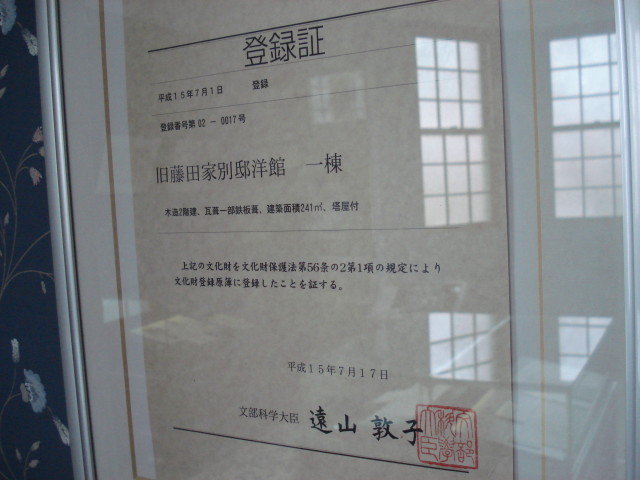 登録証
平成15年7月1日　登録
登録番号第02－0017号
旧藤田家別邸洋館　一棟
木造2階建、瓦葺一部鉄板葺、建築面積241㎡、塔屋付
上記の文化財を文化財保護法第56条の2第1項の規定により
文化財登録原簿に登録したことを証する。
平成15年7月17日
文部科学大臣　遠山敦子
文部科学大臣